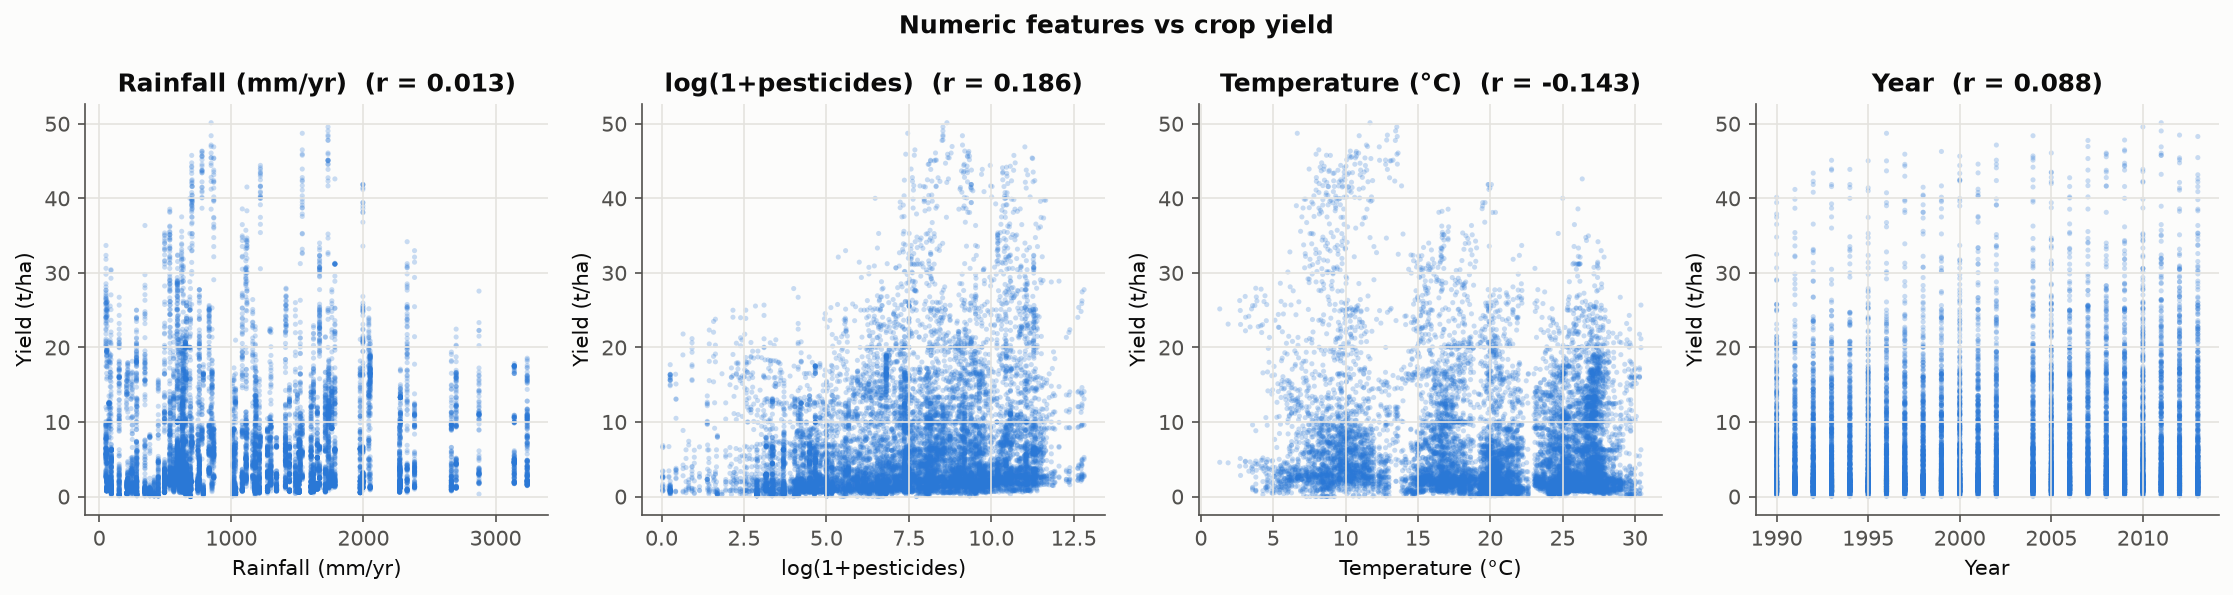 Numeric features vs crop yield
Rainfall (mm/yr)  (r = 0.013)
50
40
30
20
10
0
Yield (t/ha)
0 1000 2000 3000
Rainfall (mm/yr)
log(1+pesticides)  (r = 0.186)
50
40
30
20
10
0
Yield (t/ha)
0.0 2.5 5.0 7.5 10.0 12.5
log(1+pesticides)
Temperature (°C)  (r = -0.143)
50
40
30
20
10
0
Yield (t/ha)
0 5 10 15 20 25 30
Temperature (°C)
Year  (r = 0.088)
50
40
30
20
10
0
Yield (t/ha)
1990 1995 2000 2005 2010
Year